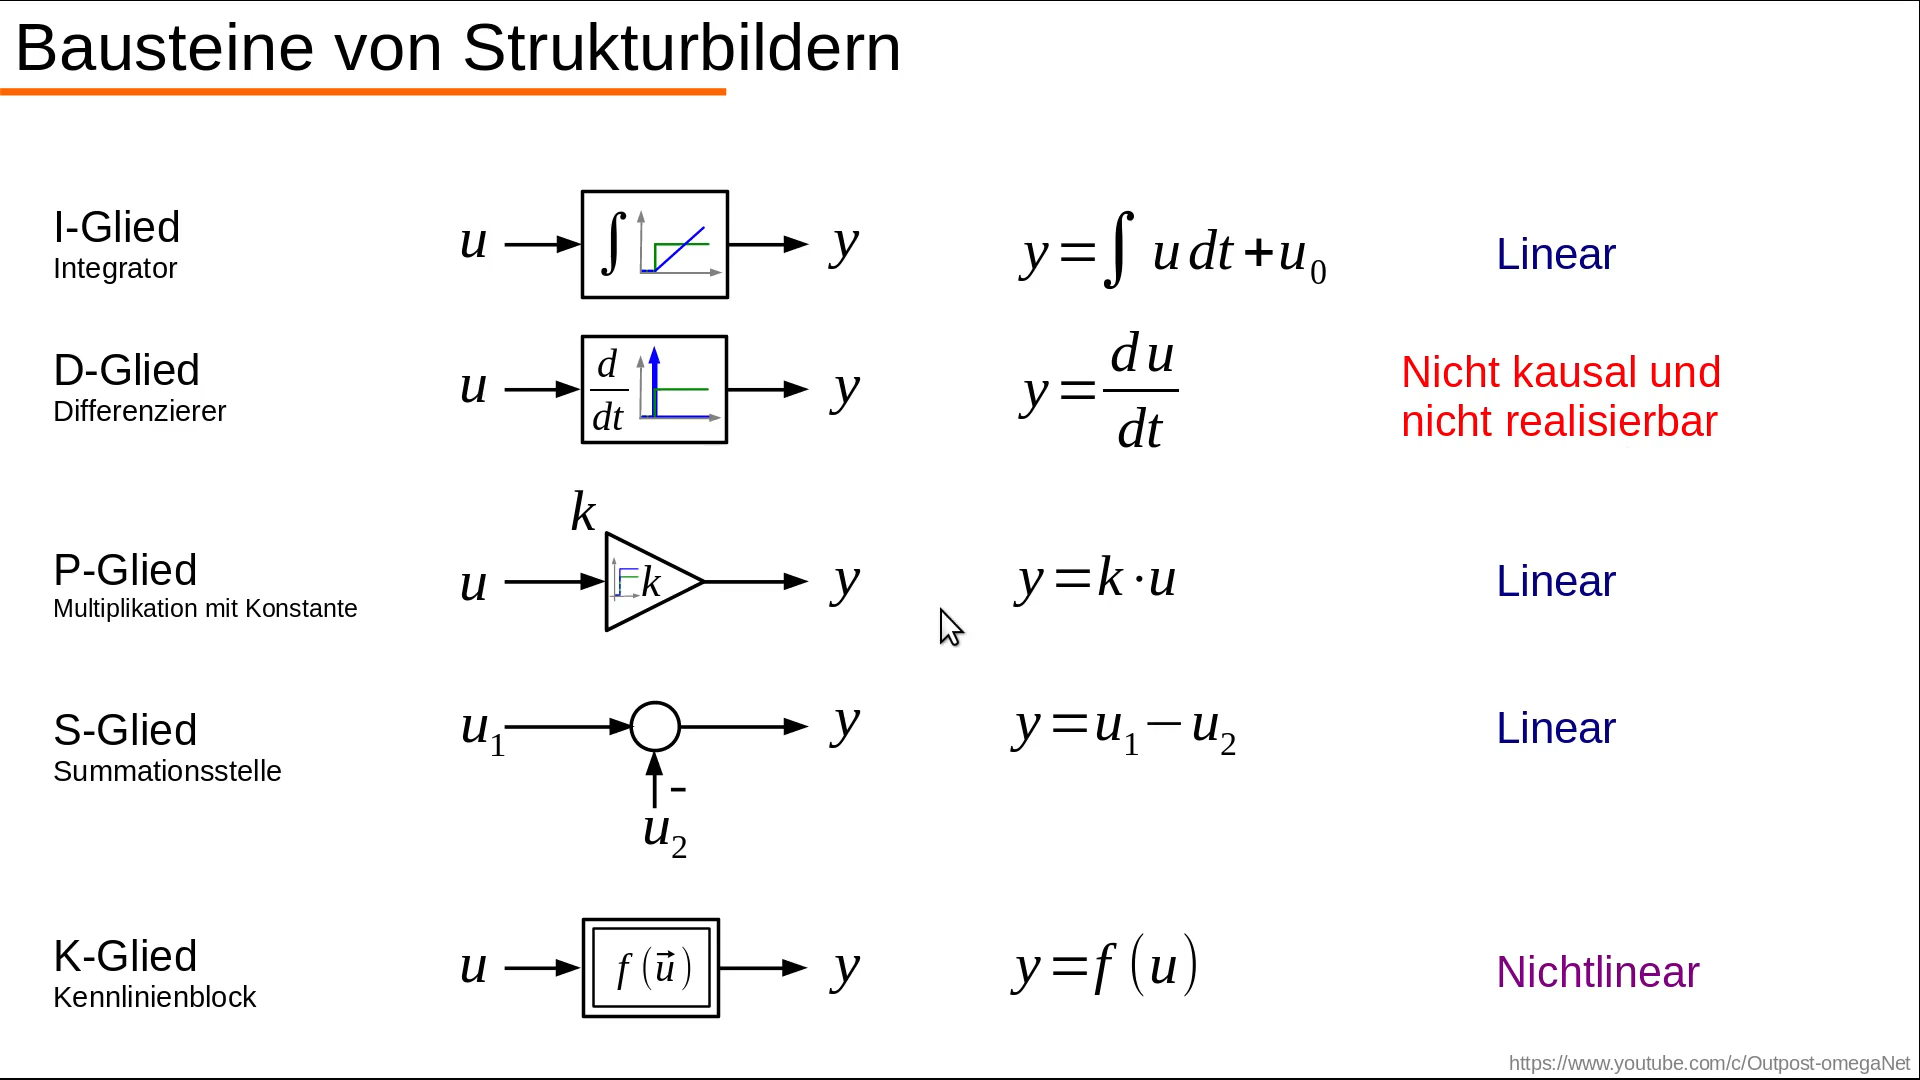 Bausteine von Strukturbildern
I-Glied
Integrator
u ∫ y
y=∫ u dt+u₀
Linear
D-Glied
Differenzierer
u d/dt y
y=du/dt
Nicht kausal und
nicht realisierbar
k
P-Glied
Multiplikation mit Konstante
u k y
y=k·u
Linear
S-Glied
Summationsstelle
u₁ y
-
u₂
y=u₁−u₂
Linear
K-Glied
Kennlinienblock
u f(u⃗) y
y=f(u)
Nichtlinear
https://www.youtube.com/c/Outpost-omegaNet